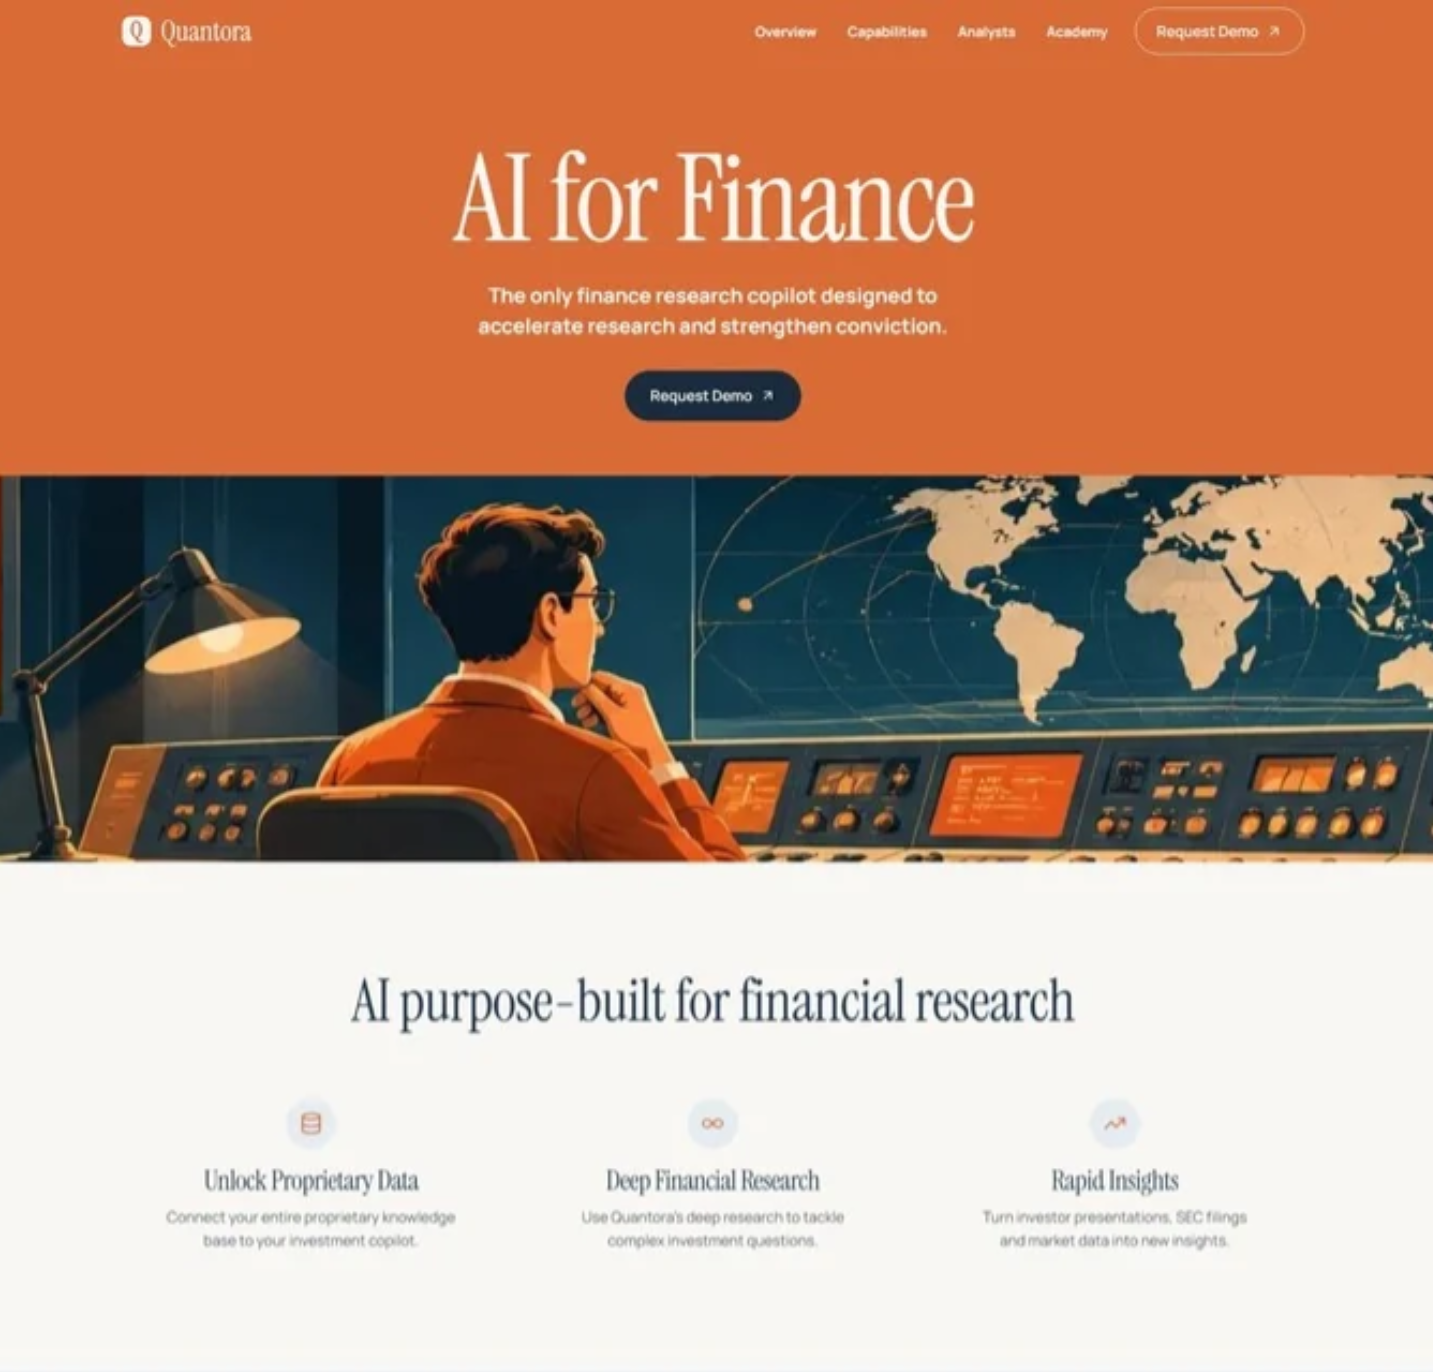 Q Quantora
Overview Capabilities Analysts Academy Request Demo
AI for Finance
The only finance research copilot designed to
accelerate research and strengthen conviction.
Request Demo
AI purpose-built for financial research
Unlock Proprietary Data
Connect your entire proprietary knowledge
base to your investment copilot.
Deep Financial Research
Use Quantora's deep research to tackle
complex investment questions.
Rapid Insights
Turn investor presentations, SEC filings
and market data into new insights.